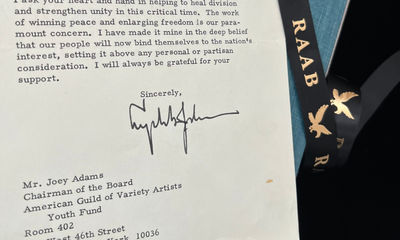 I ask your heart and hand in helping to heal division
and strengthen unity in this critical time. The work
of winning peace and enlarging freedom is our para-
mount concern. I have made it mine in the deep belief
that our people will now bind themselves to the nation's
interest, setting it above any personal or partisan
consideration. I will always be grateful for your
support.
Sincerely,
Mr. Joey Adams
Chairman of the Board
American Guild of Variety Artists
Youth Fund
Room 402
West 46th Street
York 10036
RAAB
RA